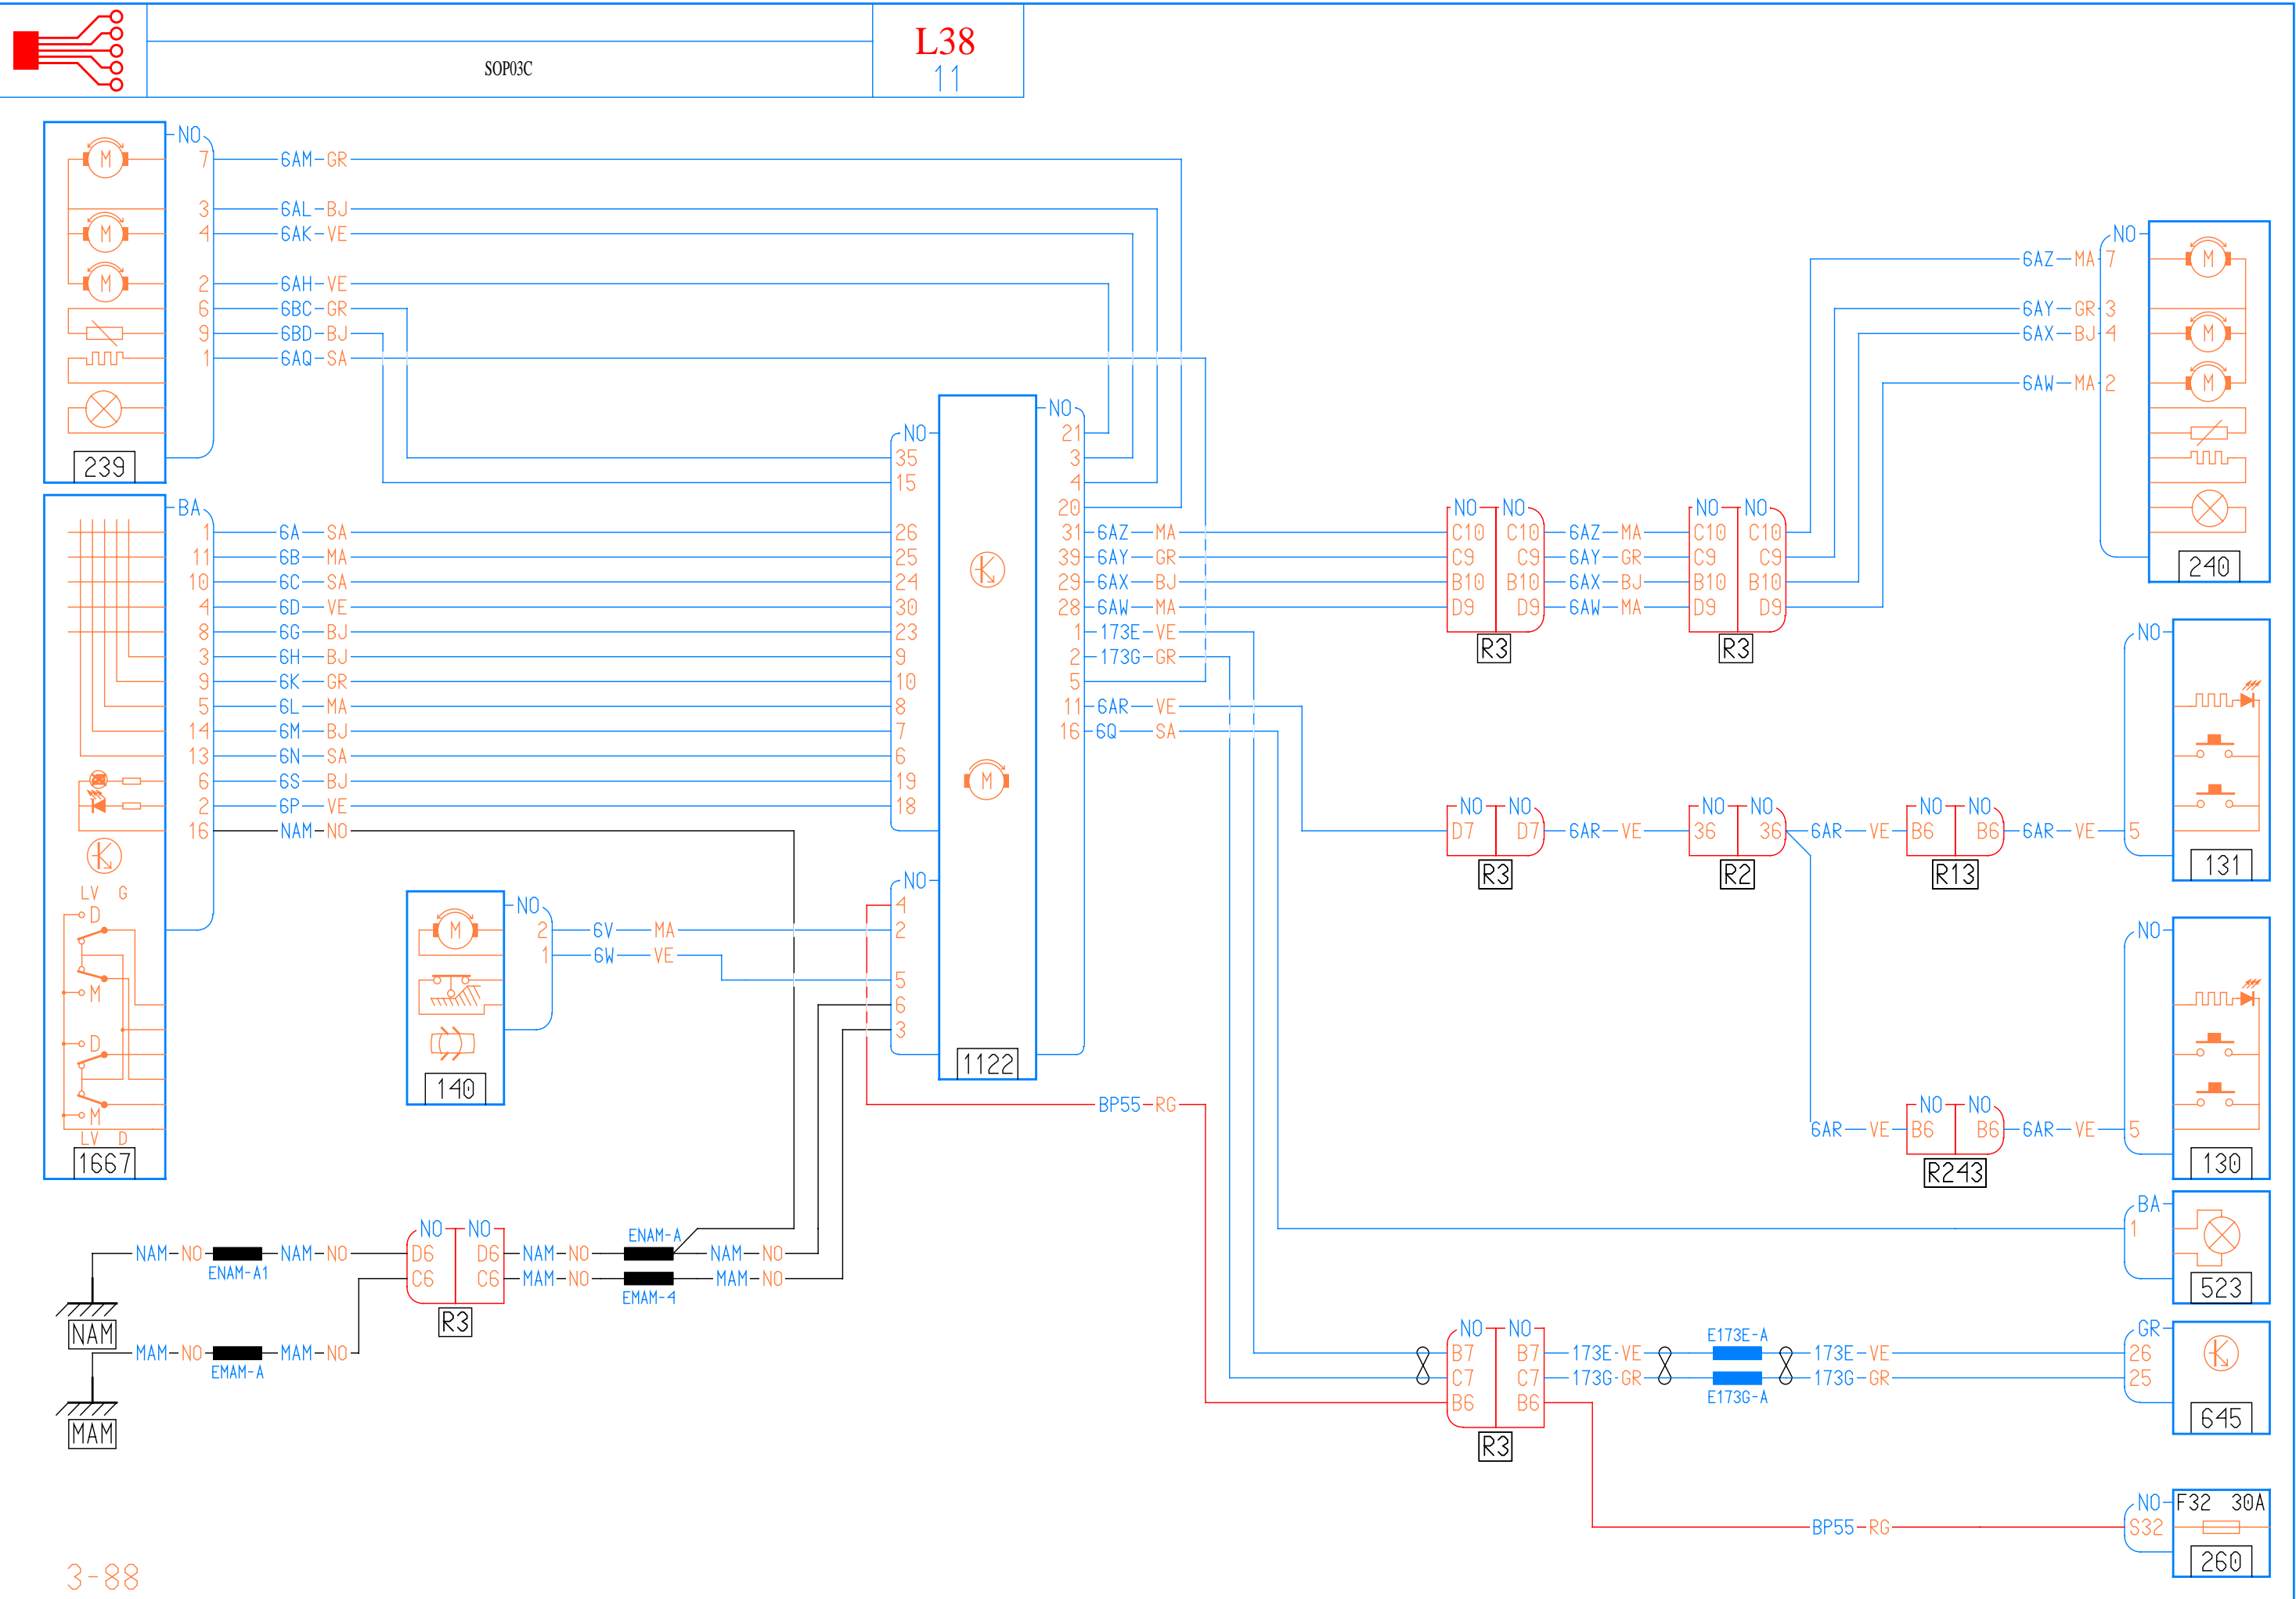 L38
SOP03C
11
NO
7 6AM GR
M
3 6AL BJ
4 6AK VE
M
2 6AH VE
M
6 6BC GR
9 6BD BJ
1 6AQ SA
239
BA
1 6A SA
11 6B MA
10 6C SA
4 6D VE
8 6G BJ
3 6H BJ
9 6K GR
5 6L MA
14 6M BJ
13 6N SA
6 6S BJ
2 6P VE
16 NAM NO
LV G
D
M
D
M
LV D
1667
NO
M
2 6V MA
1 6W VE
140
NO
35
15
26
25
24
30
23
9
10
8
7
6
19
18
NO
4
2
5
6
3
M
1122
NO
21
3
4
20
31 6AZ MA
39 6AY GR
29 6AX BJ
28 6AW MA
1 173E VE
2 173G GR
5
11 6AR VE
16 6Q SA
BP55 RG
NO NO
C10 C10 6AZ MA
C9 C9 6AY GR
B10 B10 6AX BJ
D9 D9 6AW MA
R3
NO NO
C10 C10
C9 C9
B10 B10
D9 D9
R3
NO
6AZ MA 7
M
6AY GR 3
6AX BJ 4
M
6AW MA 2
M
240
NO NO
D7 D7 6AR VE
R3
NO NO
36 36 6AR VE
R2
NO NO
B6 B6 6AR VE
R13
NO
5
131
6AR VE
NO NO
B6 B6 6AR VE
R243
NO
5
130
BA
1
523
NAM NO
ENAM-A1
NAM NO
NAM
MAM NO
EMAM-A
MAM NO
MAM
NO NO
D6 D6 NAM NO
C6 C6 MAM NO
R3
ENAM-A
NAM NO
MAM NO
EMAM-4
NO NO
B7 B7 173E VE
C7 C7 173G GR
B6 B6
R3
E173E-A
173E VE
173G GR
E173G-A
GR
26
25
645
BP55 RG
NO
S32
F32 30A
260
3-88